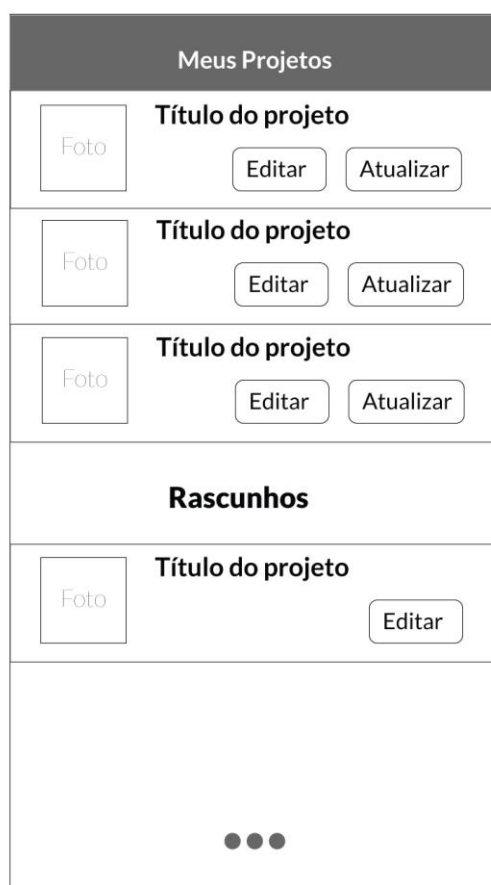 Meus Projetos
Título do projeto
Foto
Editar Atualizar
Título do projeto
Foto
Editar Atualizar
Título do projeto
Foto
Editar Atualizar
Rascunhos
Título do projeto
Foto
Editar